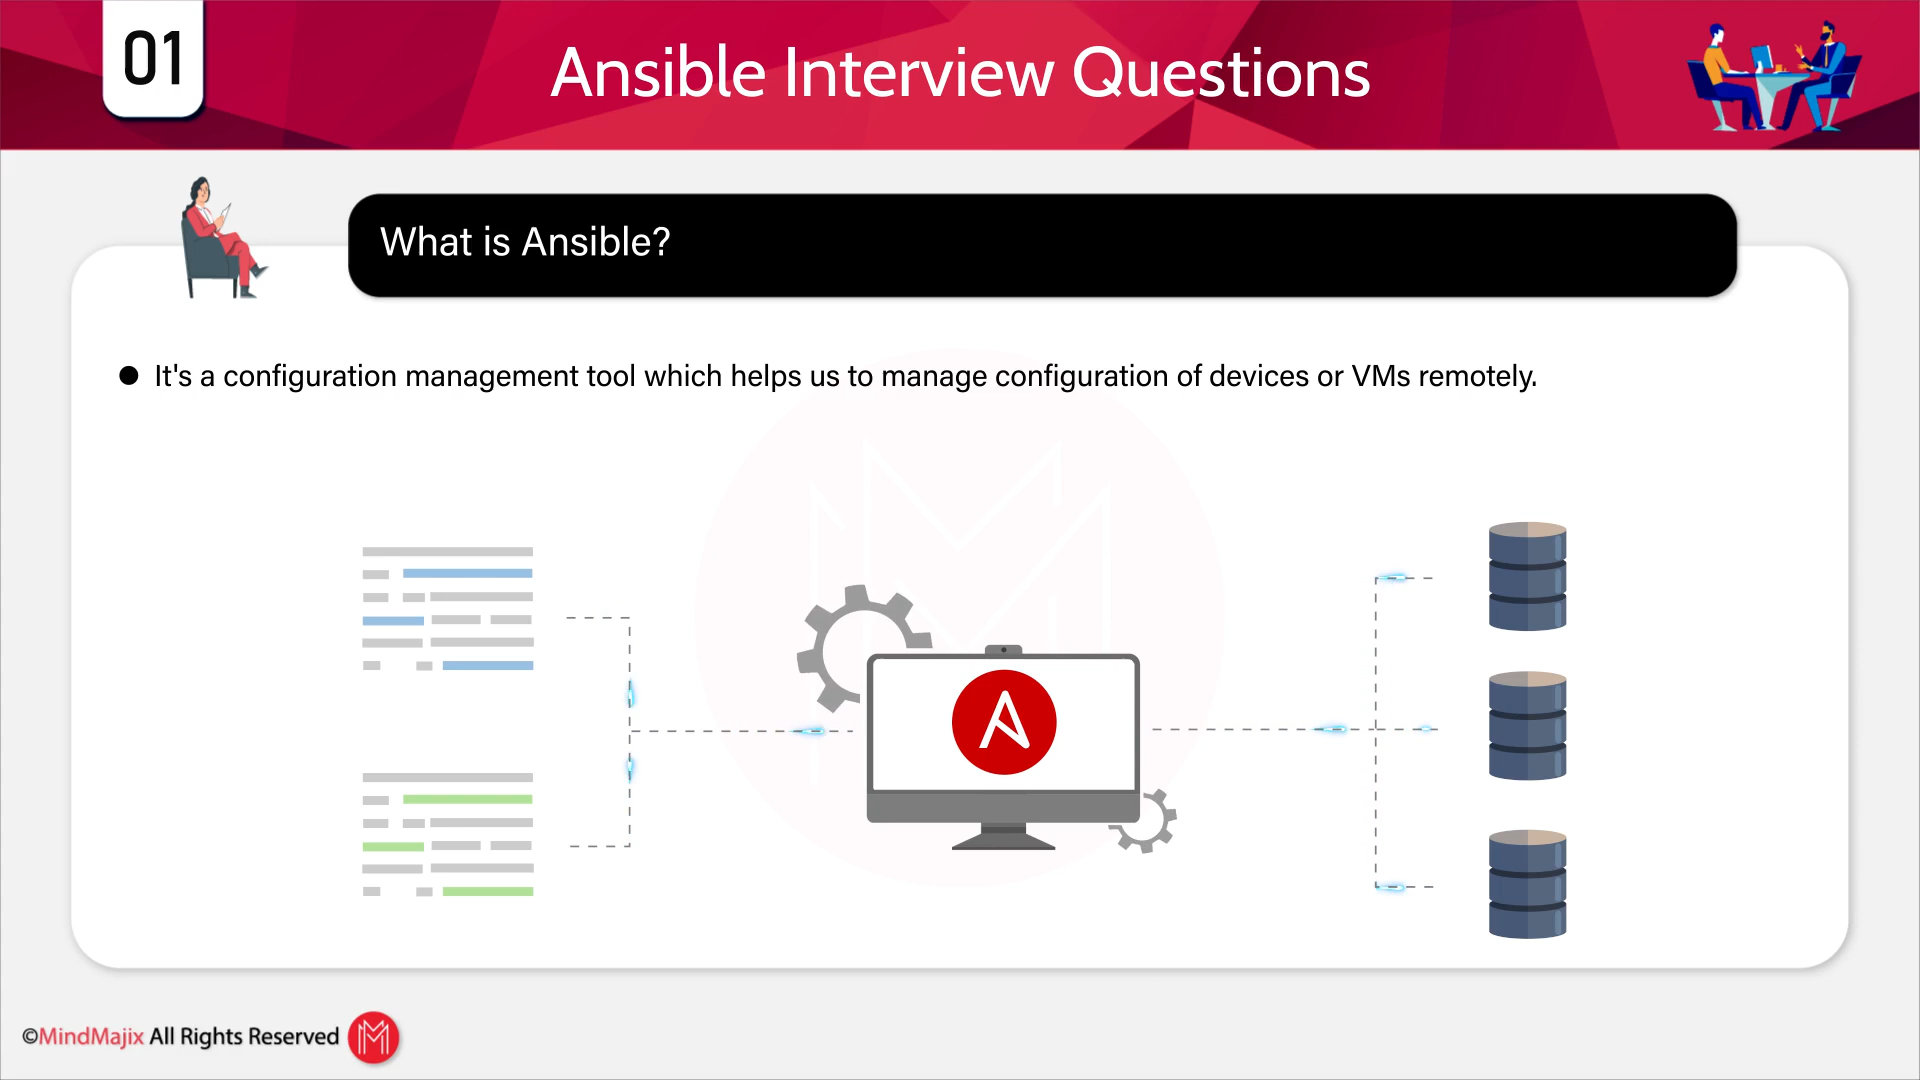 01
Ansible Interview Questions
What is Ansible?
● It's a configuration management tool which helps us to manage configuration of devices or VMs remotely.
©MindMajix All Rights Reserved